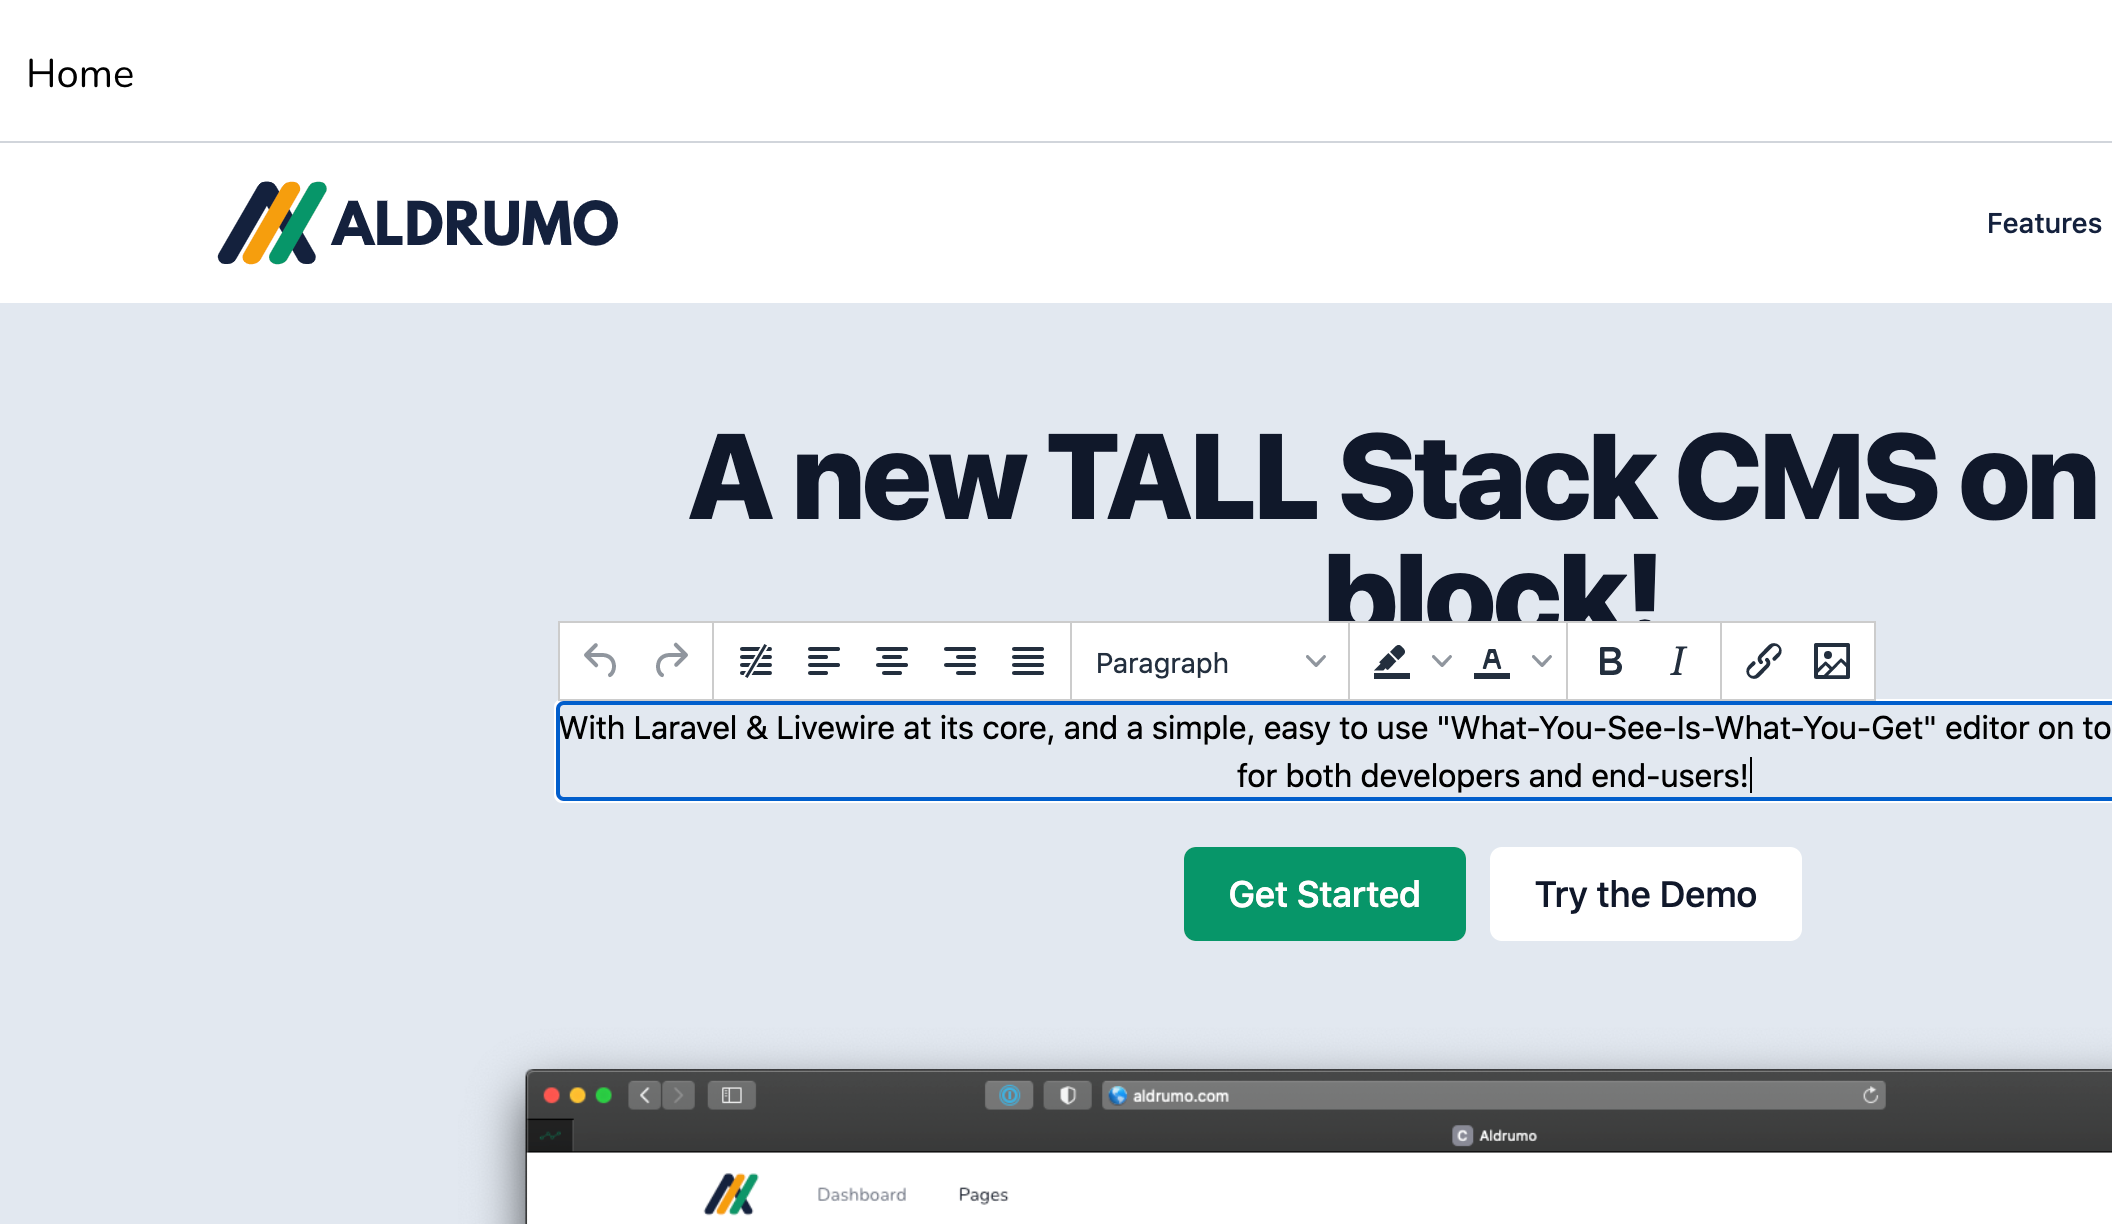 Home
ALDRUMO
Features
A new TALL Stack CMS on
block!
Paragraph
A
B I
With Laravel & Livewire at its core, and a simple, easy to use "What-You-See-Is-What-You-Get" editor on
for both developers and end-users!
Get Started
Try the Demo
aldrumo.com
C Aldrumo
Dashboard
Pages